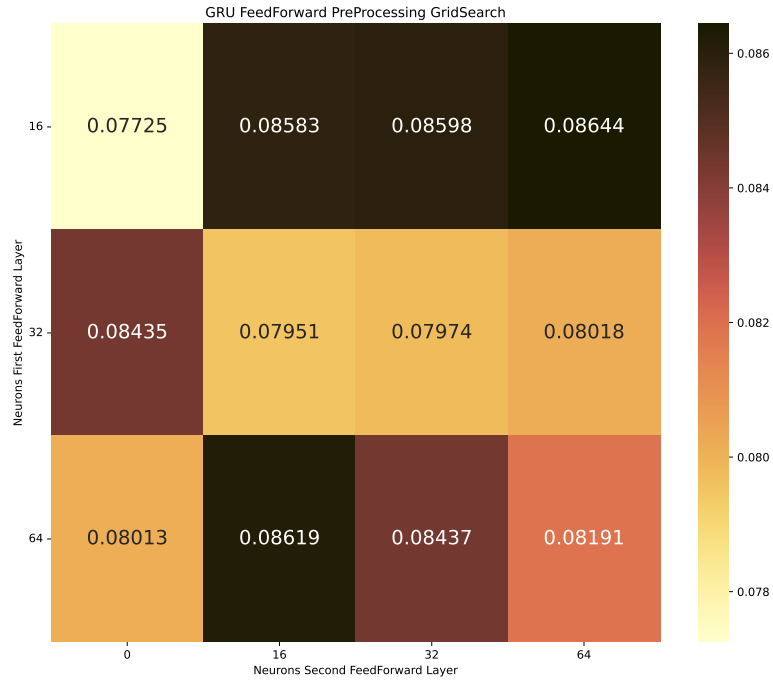 GRU FeedForward PreProcessing GridSearch
Neurons First FeedForward Layer
16
0.07725 0.08583 0.08598 0.08644
32
0.08435 0.07951 0.07974 0.08018
64
0.08013 0.08619 0.08437 0.08191
0 16 32 64
Neurons Second FeedForward Layer
0.086
0.084
0.082
0.080
0.078